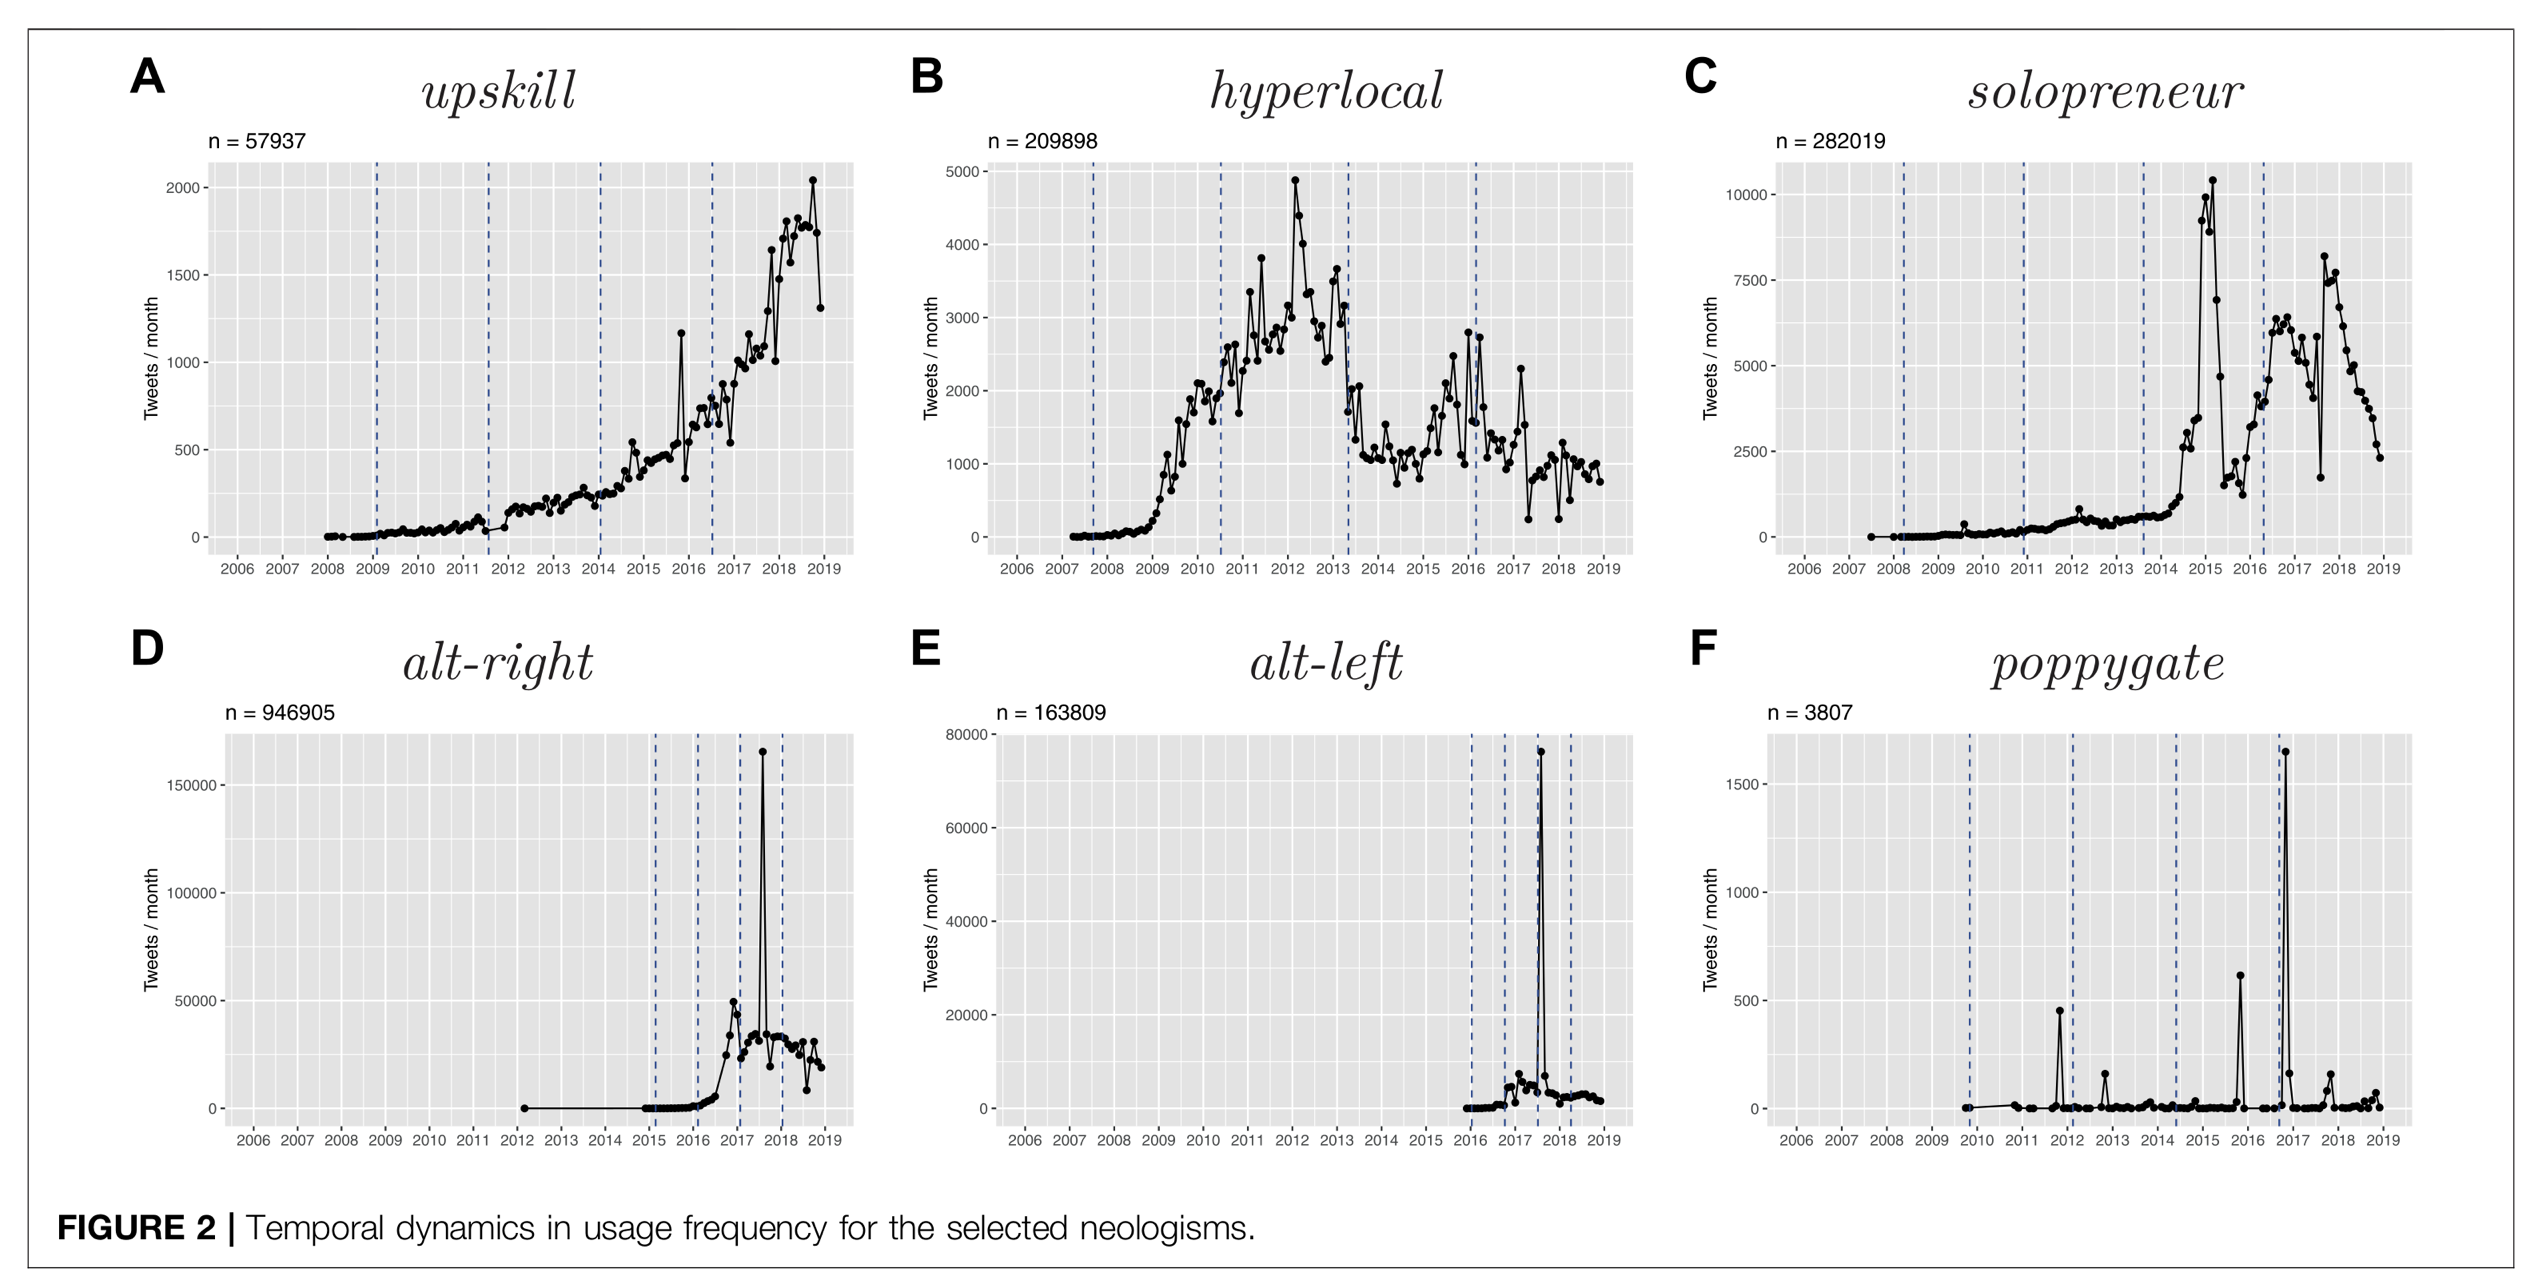 A
upskill
n = 57937
Tweets / month
2000
1500
1000
500
0
2006 2007 2008 2009 2010 2011 2012 2013 2014 2015 2016 2017 2018 2019
B
hyperlocal
n = 209898
Tweets / month
5000
4000
3000
2000
1000
0
2006 2007 2008 2009 2010 2011 2012 2013 2014 2015 2016 2017 2018 2019
C
solopreneur
n = 282019
Tweets / month
10000
7500
5000
2500
0
2006 2007 2008 2009 2010 2011 2012 2013 2014 2015 2016 2017 2018 2019
D
alt-right
n = 946905
Tweets / month
150000
100000
50000
0
2006 2007 2008 2009 2010 2011 2012 2013 2014 2015 2016 2017 2018 2019
E
alt-left
n = 163809
Tweets / month
80000
60000
40000
20000
0
2006 2007 2008 2009 2010 2011 2012 2013 2014 2015 2016 2017 2018 2019
F
poppygate
n = 3807
Tweets / month
1500
1000
500
0
2006 2007 2008 2009 2010 2011 2012 2013 2014 2015 2016 2017 2018 2019
FIGURE 2 | Temporal dynamics in usage frequency for the selected neologisms.